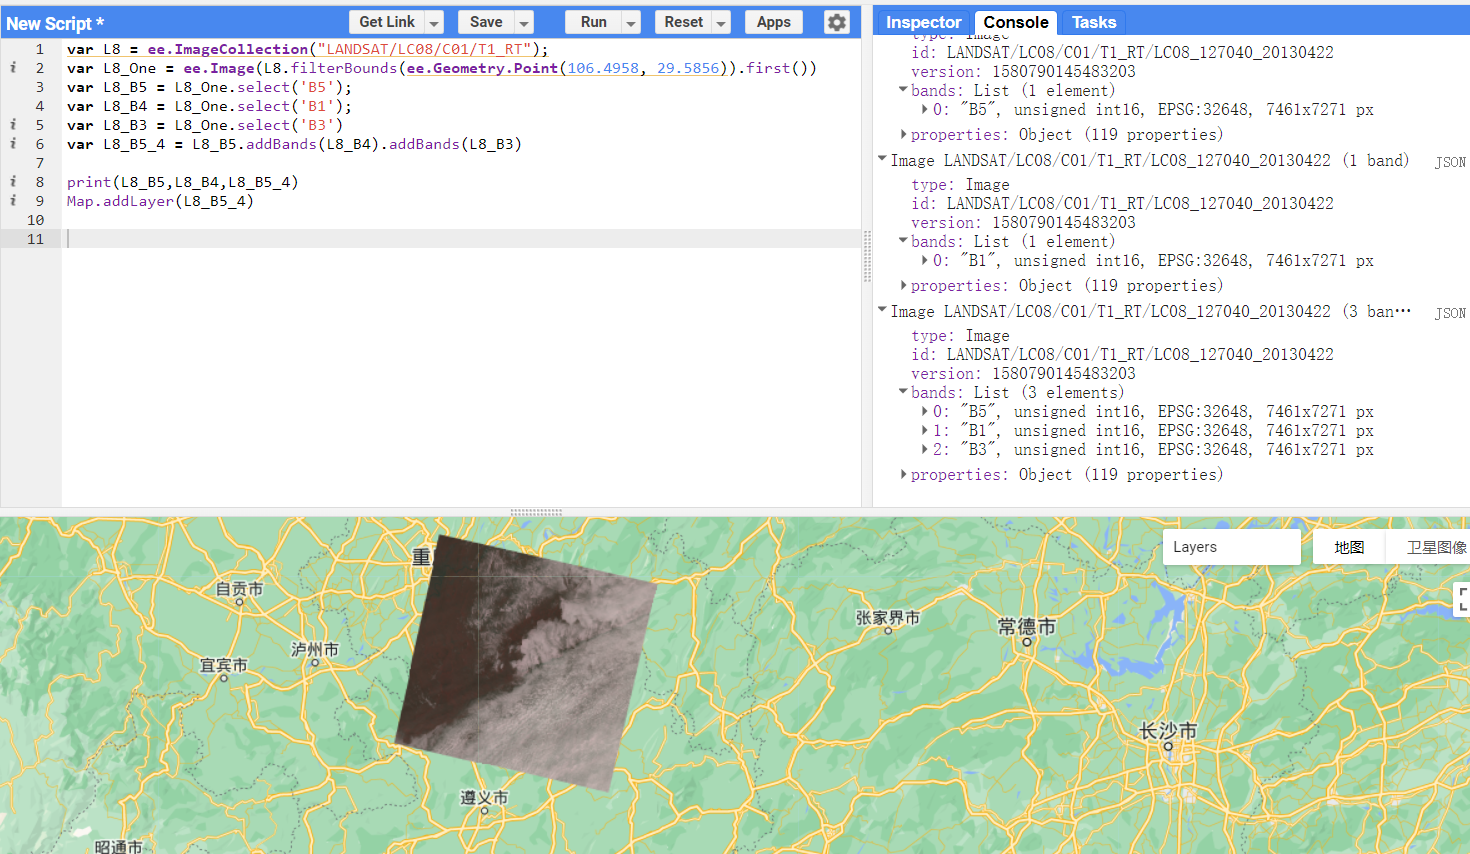 New Script *
Get Link
Save
Run
Reset
Apps
1 var L8 = ee.ImageCollection("LANDSAT/LC08/C01/T1_RT");
2 var L8_One = ee.Image(L8.filterBounds(ee.Geometry.Point(106.4958, 29.5856)).first())
3 var L8_B5 = L8_One.select('B5');
4 var L8_B4 = L8_One.select('B1');
5 var L8_B3 = L8_One.select('B3')
6 var L8_B5_4 = L8_B5.addBands(L8_B4).addBands(L8_B3)
7
8 print(L8_B5,L8_B4,L8_B5_4)
9 Map.addLayer(L8_B5_4)
10
11
Inspector
Console
Tasks
type: Image
id: LANDSAT/LC08/C01/T1_RT/LC08_127040_20130422
version: 1580790145483203
bands: List (1 element)
0: "B5", unsigned int16, EPSG:32648, 7461x7271 px
properties: Object (119 properties)
Image LANDSAT/LC08/C01/T1_RT/LC08_127040_20130422 (1 band)
JSON
type: Image
id: LANDSAT/LC08/C01/T1_RT/LC08_127040_20130422
version: 1580790145483203
bands: List (1 element)
0: "B1", unsigned int16, EPSG:32648, 7461x7271 px
properties: Object (119 properties)
Image LANDSAT/LC08/C01/T1_RT/LC08_127040_20130422 (3 ban…
JSON
type: Image
id: LANDSAT/LC08/C01/T1_RT/LC08_127040_20130422
version: 1580790145483203
bands: List (3 elements)
0: "B5", unsigned int16, EPSG:32648, 7461x7271 px
1: "B1", unsigned int16, EPSG:32648, 7461x7271 px
2: "B3", unsigned int16, EPSG:32648, 7461x7271 px
properties: Object (119 properties)
Layers
地图
卫星图像
重
自贡市
张家界市
常德市
泸州市
宜宾市
长沙市
遵义市
昭通市